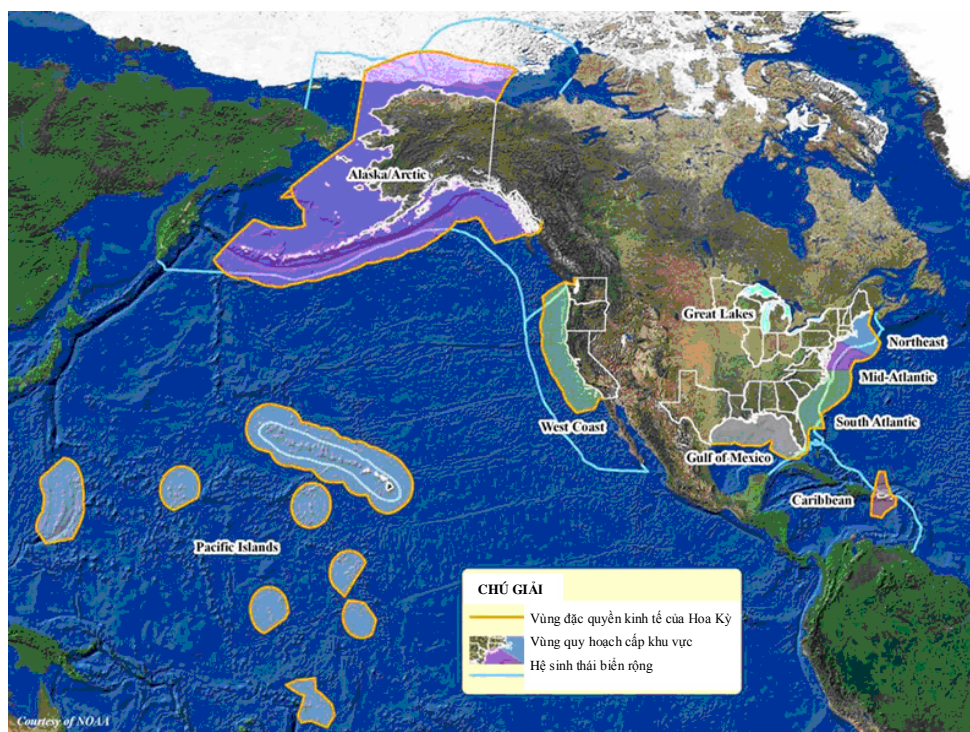 Alaska/Arctic
Great Lakes
Northeast
Mid-Atlantic
West Coast
South Atlantic
Gulf of Mexico
Caribbean
Pacific Islands
CHÚ GIẢI
Vùng đặc quyền kinh tế của Hoa Kỳ
Vùng quy hoạch cấp khu vực
Hệ sinh thái biển rộng
Courtesy of NOAA